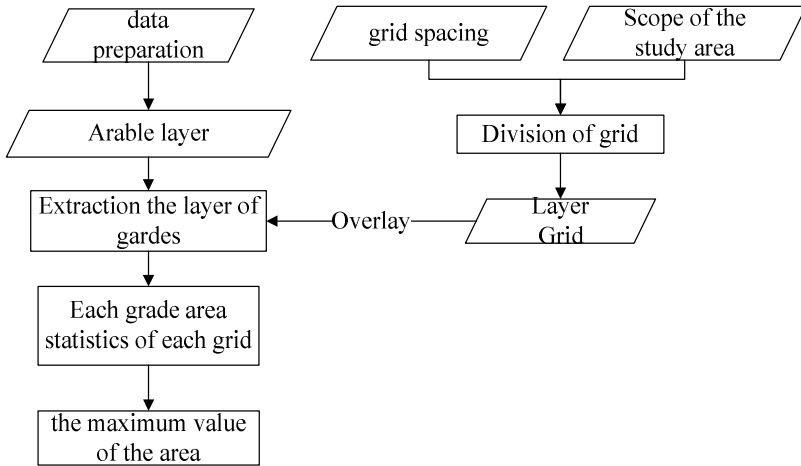 data
preparation
grid spacing
Scope of the
study area
Arable layer
Division of grid
Extraction the layer of
gardes
Overlay
Layer
Grid
Each grade area
statistics of each grid
the maximum value
of the area